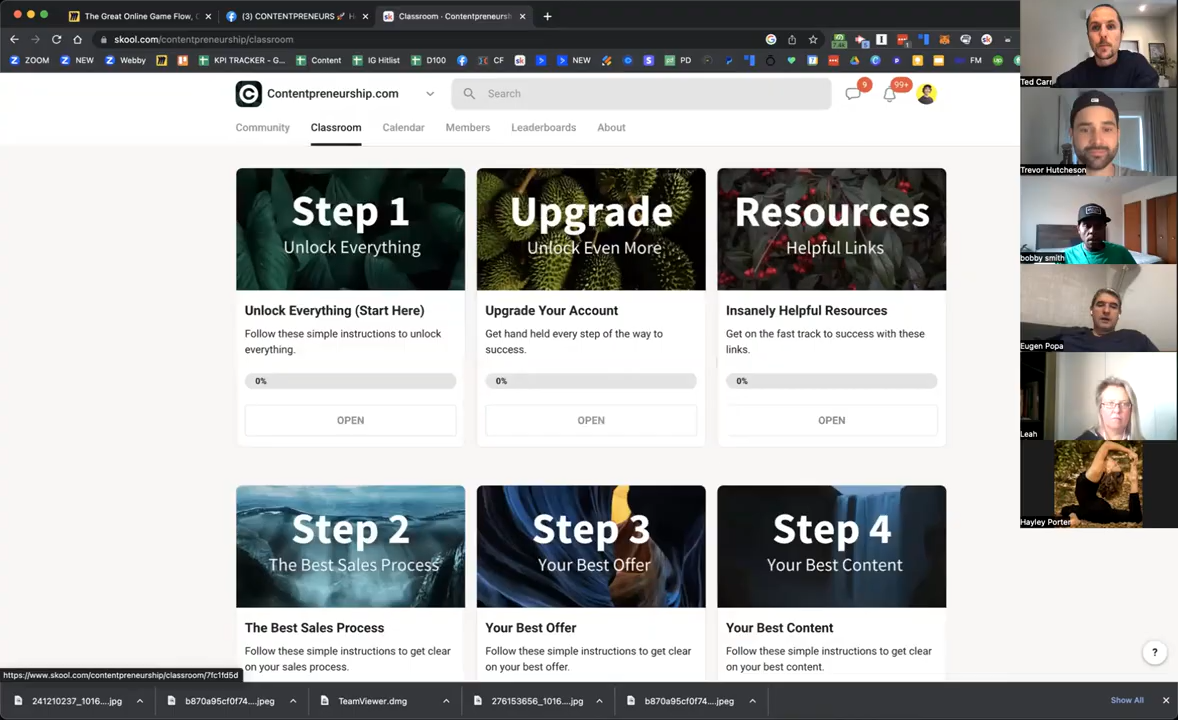 The Great Online Game Flow,
(3) CONTENTPRENEURS 🚀
Classroom · Contentpreneursh
skool.com/contentpreneurship/classroom
ZOOM
NEW
Webby
KPI TRACKER - G...
Content
IG Hitlist
D100
CF
NEW
PD
FM
Ted Carr
Contentpreneurship.com
Search
9
99+
Community
Classroom
Calendar
Members
Leaderboards
About
Trevor Hutcheson
Step 1
Unlock Everything
Upgrade
Unlock Even More
Resources
Helpful Links
bobby smith
Unlock Everything (Start Here)
Follow these simple instructions to unlock
everything.
0%
OPEN
Upgrade Your Account
Get hand held every step of the way to
success.
0%
OPEN
Insanely Helpful Resources
Get on the fast track to success with these
links.
0%
OPEN
Eugen Popa
Leah
Hayley Porter
Step 2
The Best Sales Process
Step 3
Your Best Offer
Step 4
Your Best Content
The Best Sales Process
Follow these simple instructions to get clear
on your sales process.
Your Best Offer
Follow these simple instructions to get clear
on your best offer.
Your Best Content
Follow these simple instructions to get clear
on your best content.
?
https://www.skool.com/contentpreneurship/classroom/7fc1fd5d
241210237_1016....jpg
b870a95cf0f74....jpeg
TeamViewer.dmg
276153656_1016....jpg
b870a95cf0f74....jpeg
Show All